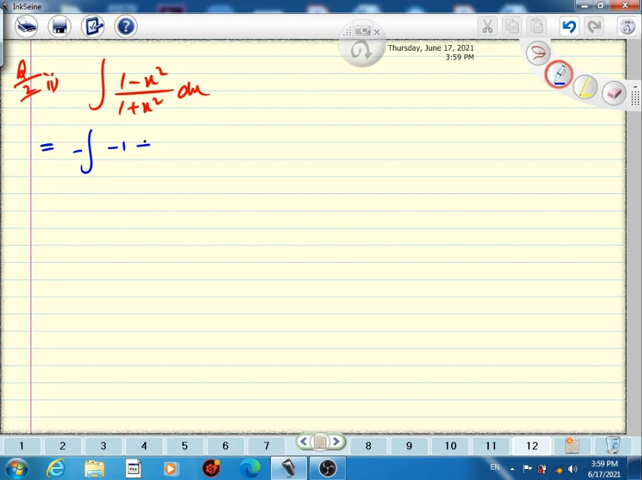 InkSeine
Thursday, June 17, 2021
3:59 PM
Q/2 ii) ∫ (1-x²)/(1+x²) dx
= -∫ -1 ÷
1 2 3 4 5 6 7 8 9 10 11 12
EN 3:59 PM
6/17/2021